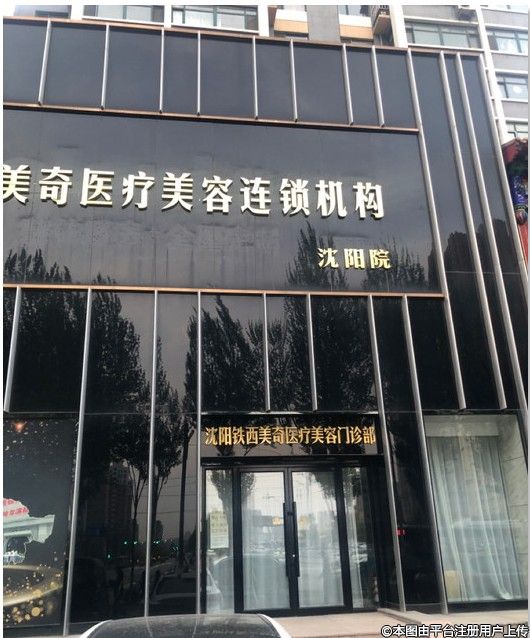 美奇医疗美容连锁机构
沈阳院
沈阳铁西美奇医疗美容门诊部
©本图由平台注册用户上传